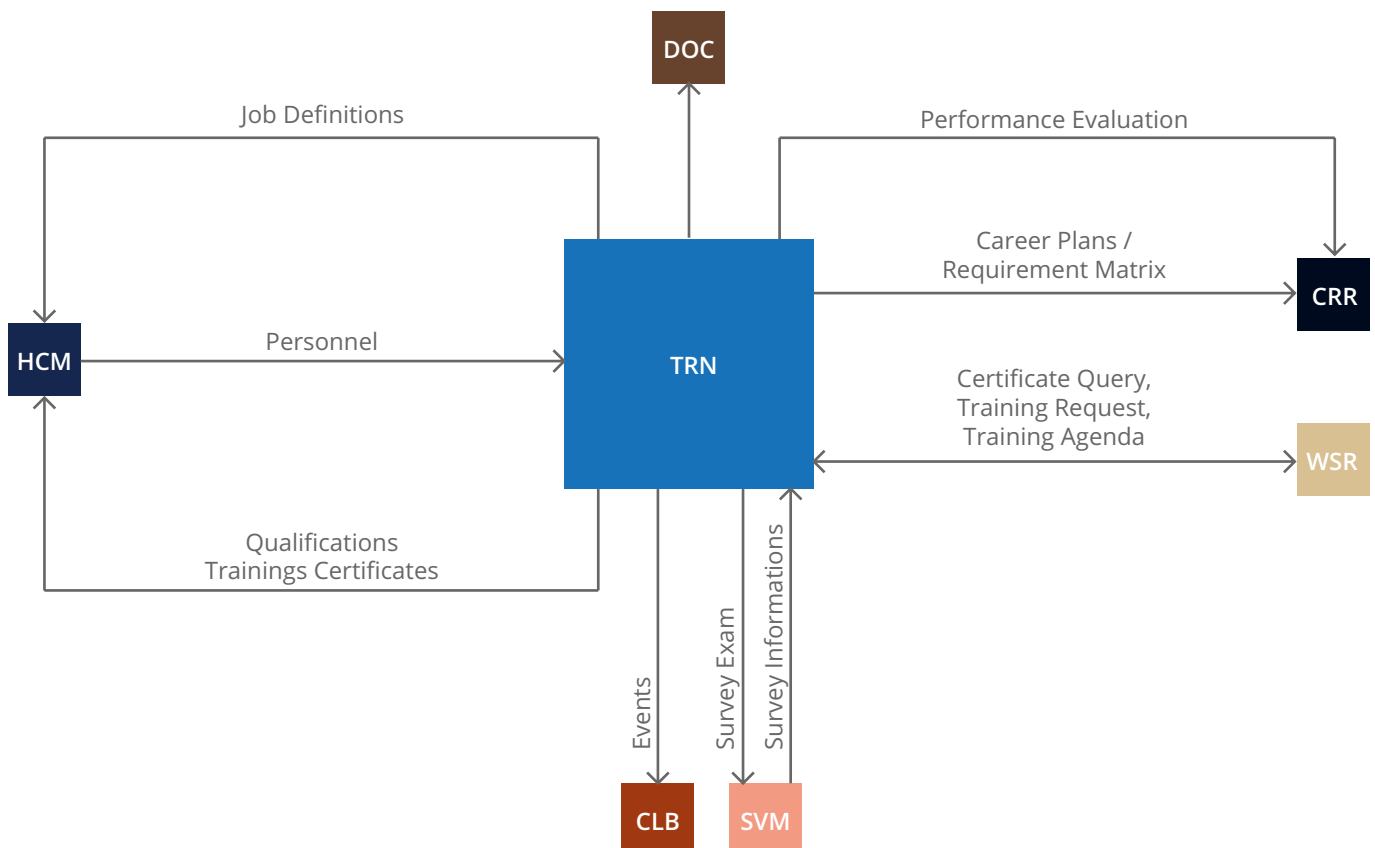 DOC
Job Definitions
Performance Evaluation
Career Plans /
Requirement Matrix
CRR
HCM
Personnel
TRN
Certificate Query,
Training Request,
Training Agenda
WSR
Qualifications
Trainings Certificates
Events
Survey Exam
Survey Informations
CLB
SVM